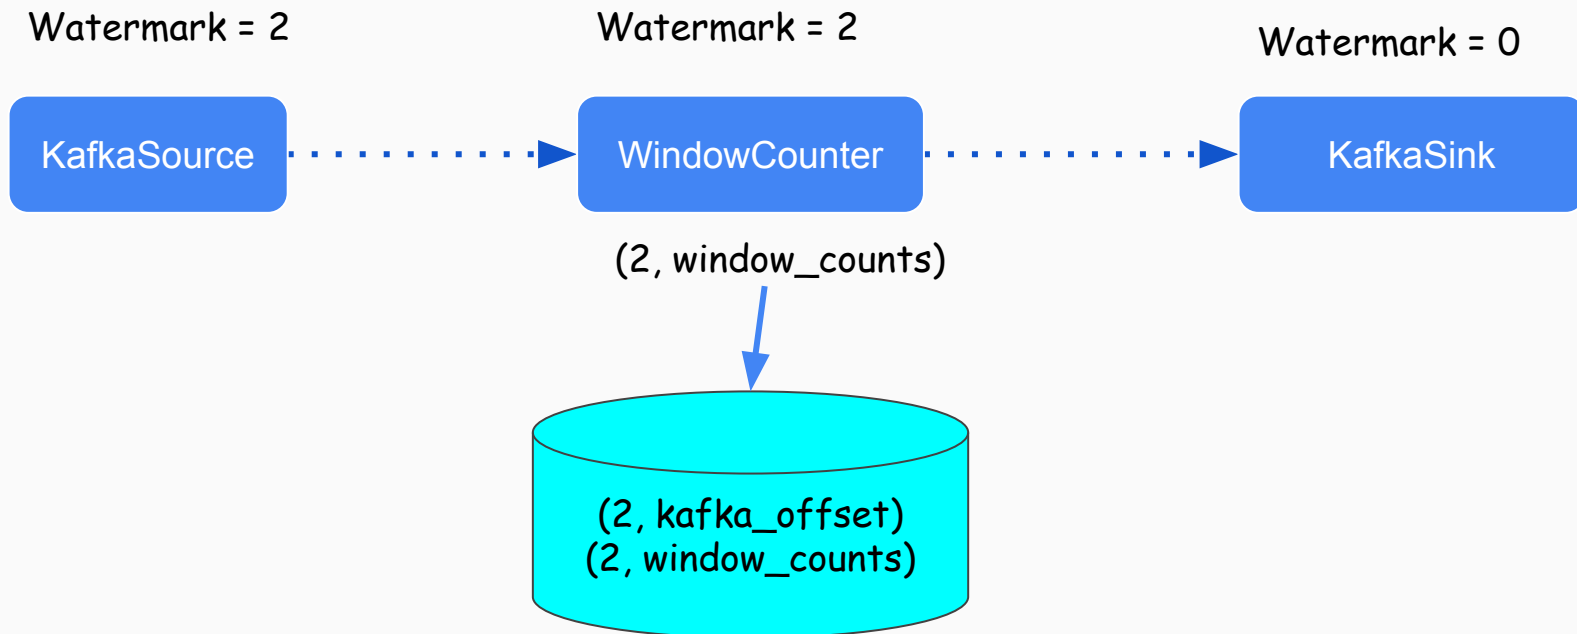 Watermark = 2
Watermark = 2
Watermark = 0
KafkaSource
WindowCounter
KafkaSink
(2, window_counts)
(2, kafka_offset)
(2, window_counts)